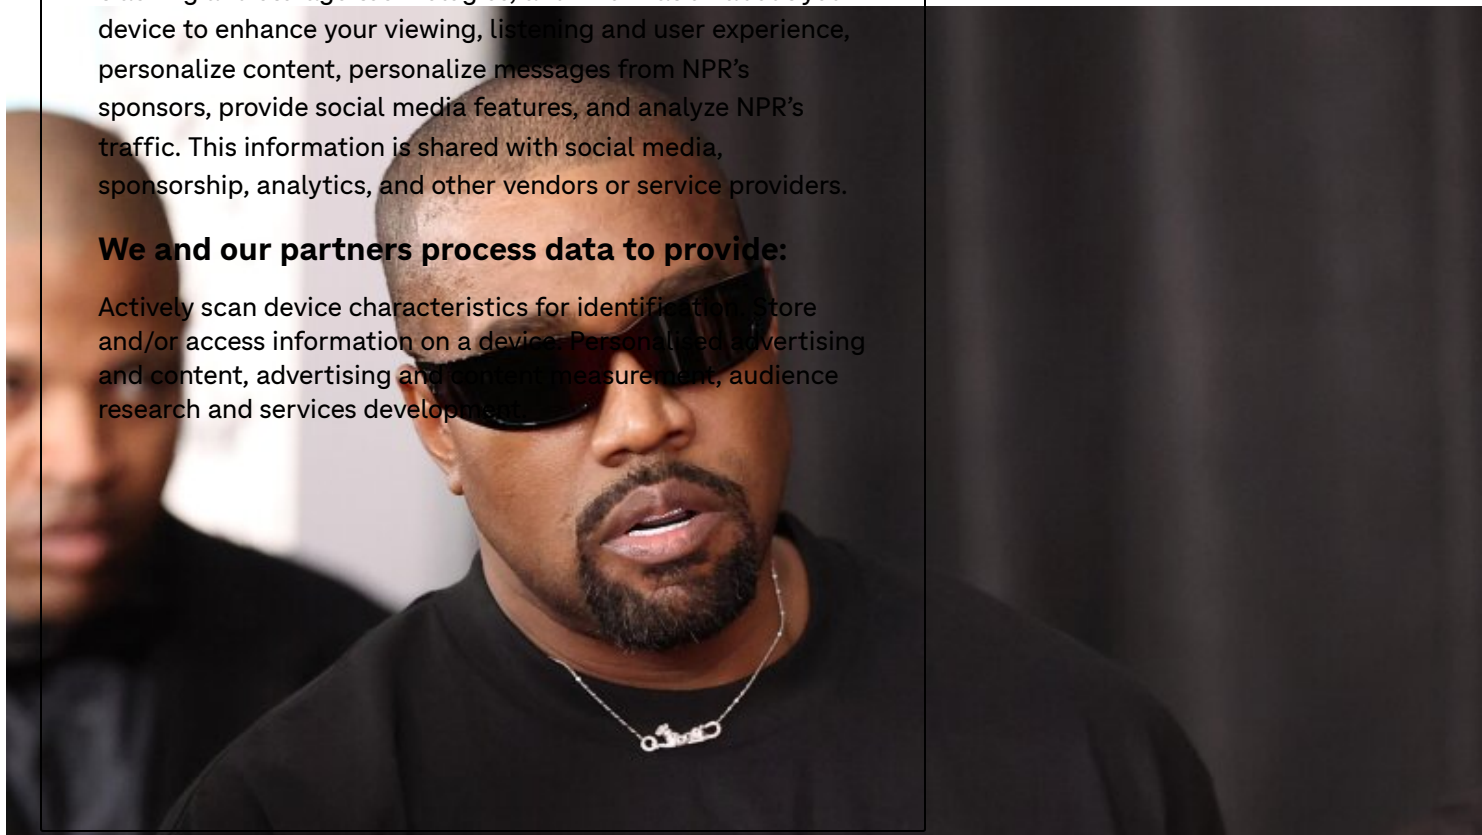 device to enhance your viewing, listening and user experience,
personalize content, personalize messages from NPR’s
sponsors, provide social media features, and analyze NPR’s
traffic. This information is shared with social media,
sponsorship, analytics, and other vendors or service providers.
We and our partners process data to provide:
Actively scan device characteristics for identification. Store
and/or access information on a device. Personalised advertising
and content, advertising and content measurement, audience
research and services development.